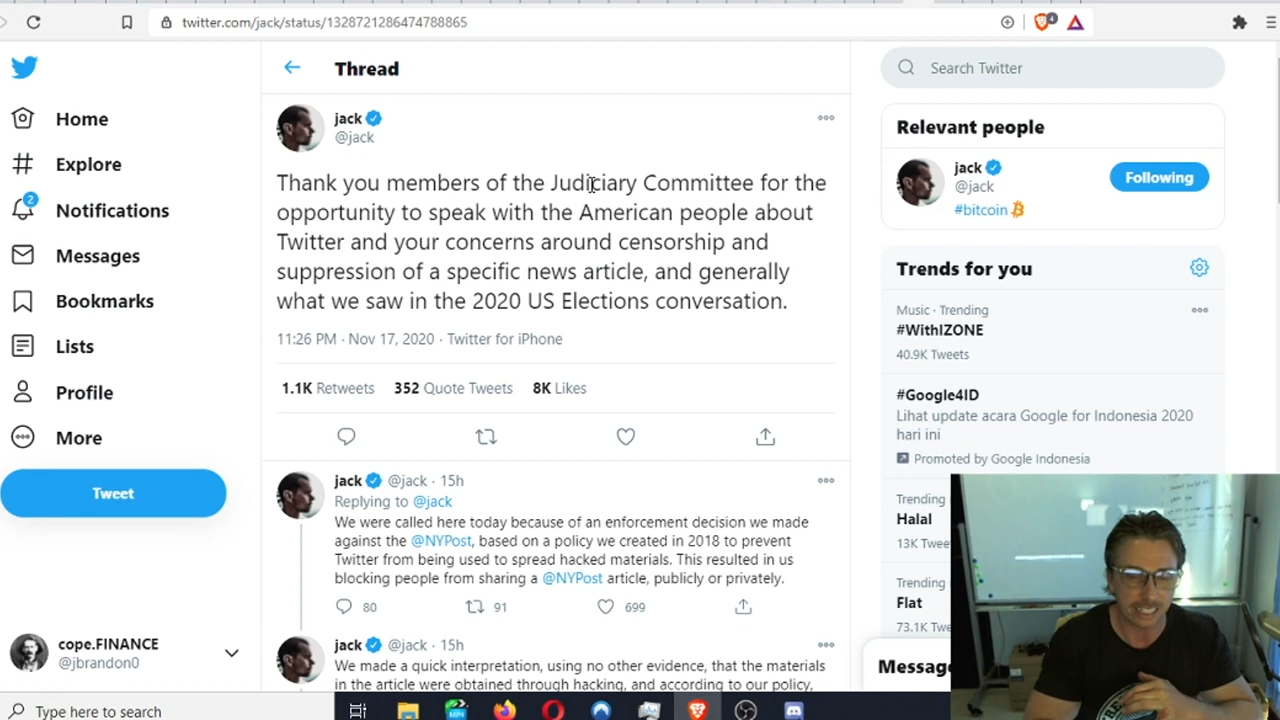 twitter.com/jack/status/1328721286474788865
4
Home
Explore
2
Notifications
Messages
Bookmarks
Lists
Profile
More
Tweet
cope.FINANCE
@jbrandon0
Thread
jack
@jack
Thank you members of the Judiciary Committee for the
opportunity to speak with the American people about
Twitter and your concerns around censorship and
suppression of a specific news article, and generally
what we saw in the 2020 US Elections conversation.
11:26 PM · Nov 17, 2020 · Twitter for iPhone
1.1K Retweets 352 Quote Tweets 8K Likes
jack @jack · 15h
Replying to @jack
We were called here today because of an enforcement decision we made
against the @NYPost, based on a policy we created in 2018 to prevent
Twitter from being used to spread hacked materials. This resulted in us
blocking people from sharing a @NYPost article, publicly or privately.
80 91 699
jack @jack · 15h
We made a quick interpretation, using no other evidence, that the materials
in the article were obtained through hacking, and according to our policy,
Search Twitter
Relevant people
jack
@jack
Following
#bitcoin
Trends for you
Music · Trending
#WithIZONE
40.9K Tweets
#Google4ID
Lihat update acara Google for Indonesia 2020
hari ini
Promoted by Google Indonesia
Trending
Halal
13K Twee
Trending
Flat
73.1K Twe
Message
Type here to search